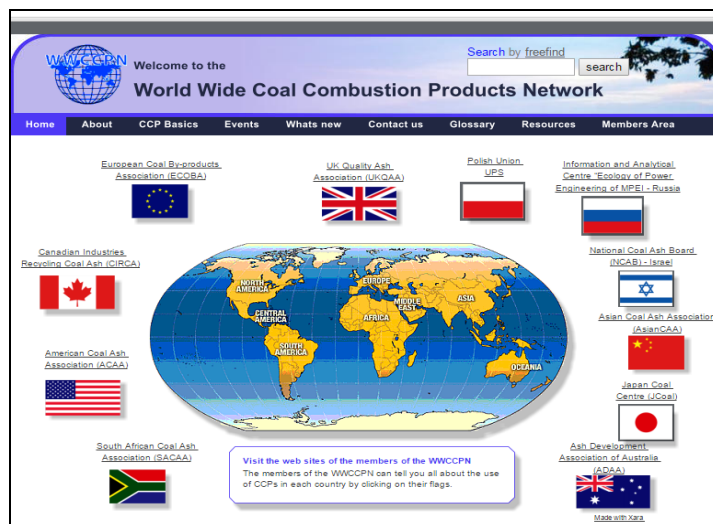 WWCCPN
Welcome to the
World Wide Coal Combustion Products Network
Search by freefind
search
Home About CCP Basics Events Whats new Contact us Glossary Resources Members Area
European Coal By-products
Association (ECOBA)
UK Quality Ash
Association (UKQAA)
Polish Union
UPS
Information and Analytical
Centre "Ecology of Power
Engineering of MPEI - Russia
Canadian Industries
Recycling Coal Ash (CIRCA)
National Coal Ash Board
(NCAB) - Israel
Asian Coal Ash Association
(AsianCAA)
American Coal Ash
Association (ACAA)
Japan Coal
Centre (JCoal)
South African Coal Ash
Association (SACAA)
Ash Development
Association of Australia
(ADAA)
NORTH
AMERICA
CENTRAL
AMERICA
SOUTH
AMERICA
EUROPE
MIDDLE
EAST
ASIA
AFRICA
OCEANIA
Visit the web sites of the members of the WWCCPN
The members of the WWCCPN can tell you all about the use
of CCPs in each country by clicking on their flags.
Made with Xara